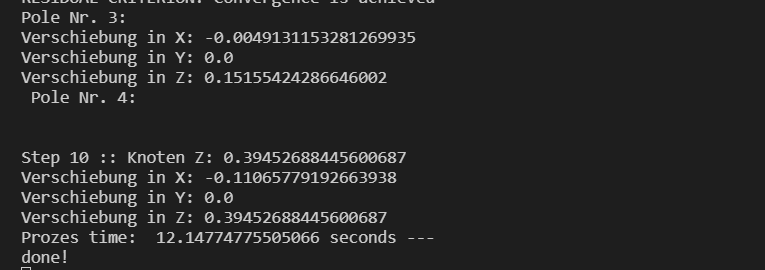 RESIDUAL CRITERION: Convergence is achieved
Pole Nr. 3:
Verschiebung in X: -0.0049131153281269935
Verschiebung in Y: 0.0
Verschiebung in Z: 0.15155424286646002
Pole Nr. 4:
Step 10 :: Knoten Z: 0.39452688445600687
Verschiebung in X: -0.11065779192663938
Verschiebung in Y: 0.0
Verschiebung in Z: 0.39452688445600687
Prozes time:  12.14774775505066 seconds ---
done!